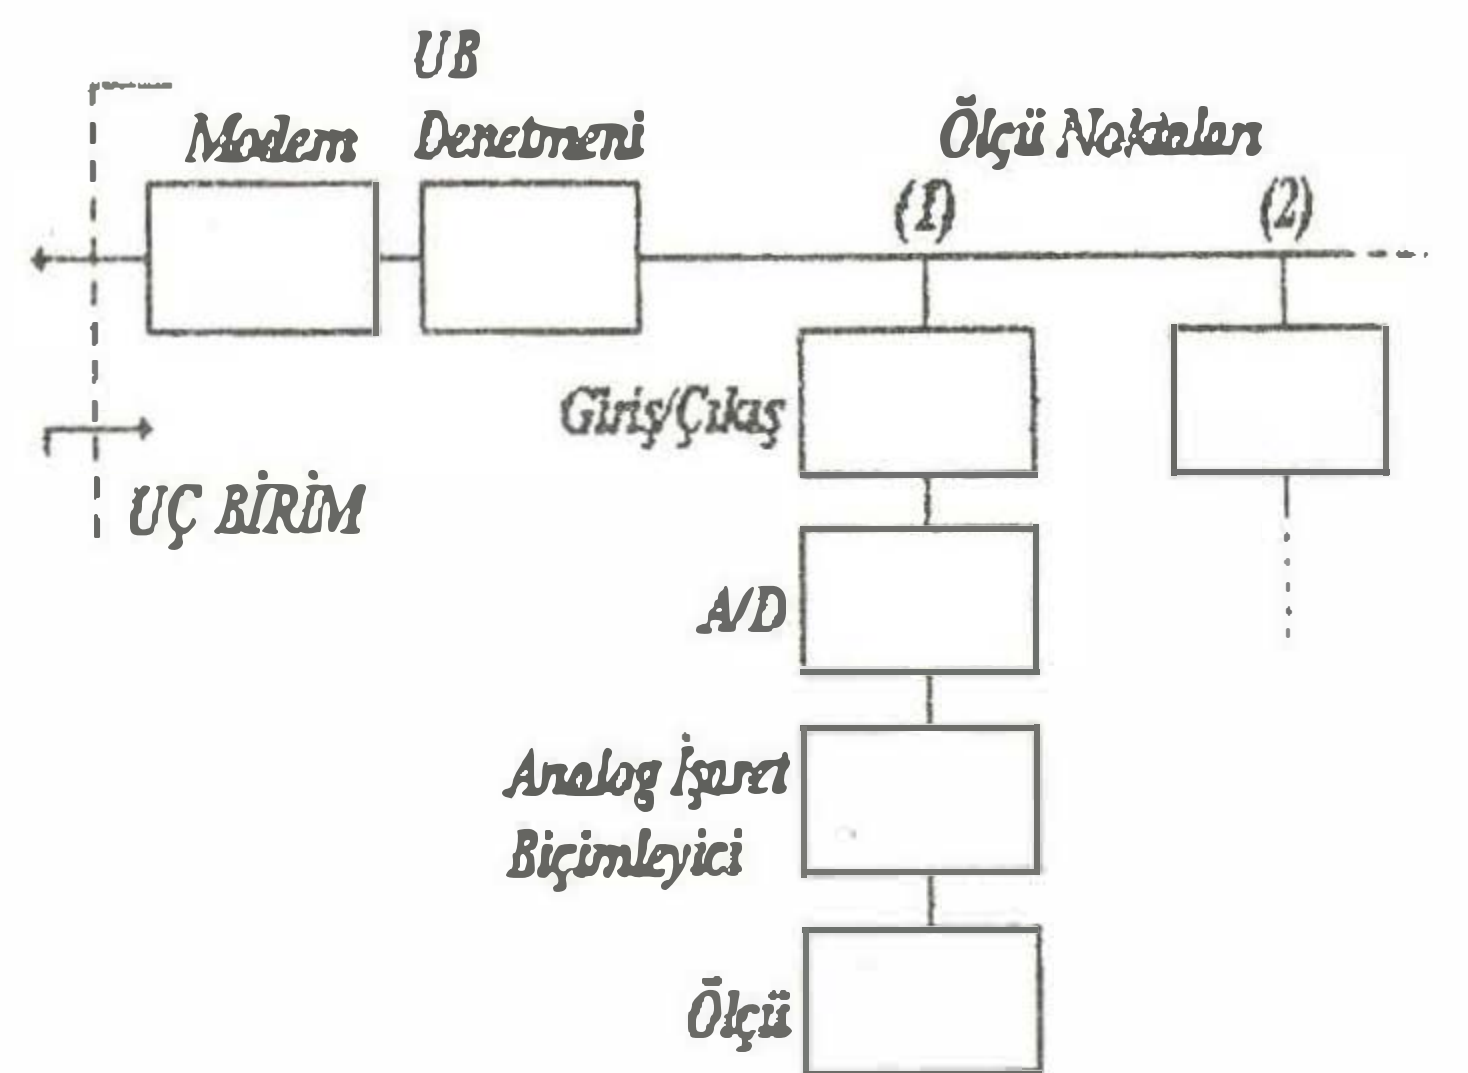 UB
Modem
Denetmeni
Ölçü Noktaları
(1)
(2)
Giriş/Çıkış
UÇ BİRİM
A/D
Analog İşaret
Biçimleyici
Ölçü